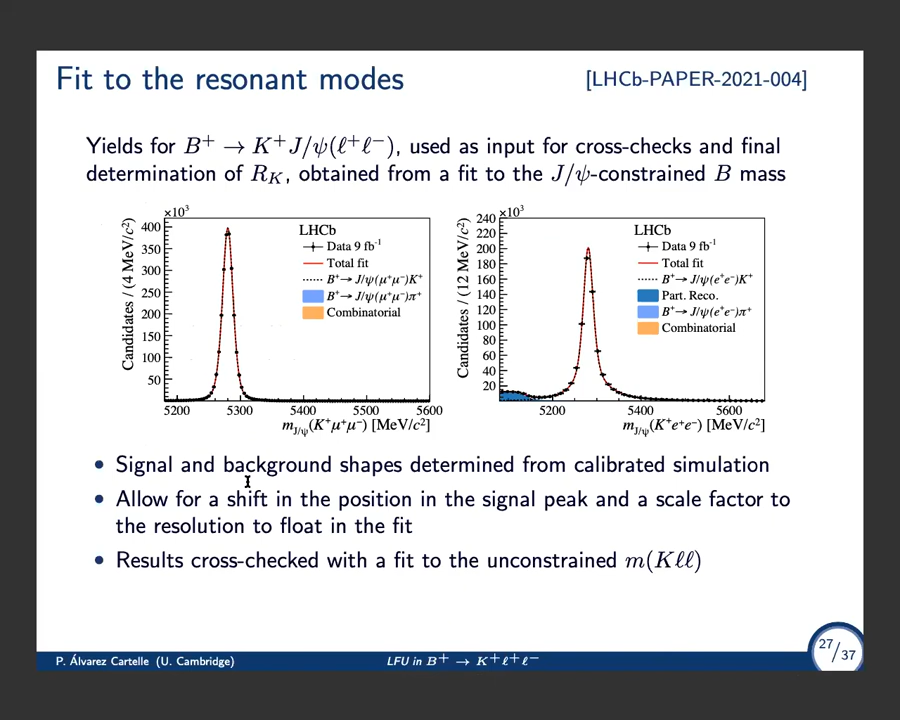 Fit to the resonant modes
[LHCb-PAPER-2021-004]
Yields for B⁺ → K⁺J/ψ(ℓ⁺ℓ⁻), used as input for cross-checks and final
determination of R_K, obtained from a fit to the J/ψ-constrained B mass
×10³
Candidates / (4 MeV/c²)
400
350
300
250
200
150
100
50
LHCb
Data 9 fb⁻¹
Total fit
B⁺→ J/ψ(μ⁺μ⁻)K⁺
B⁺→ J/ψ(μ⁺μ⁻)π⁺
Combinatorial
5200 5300 5400 5500 5600
m_J/ψ(K⁺μ⁺μ⁻) [MeV/c²]
×10³
Candidates / (12 MeV/c²)
240
220
200
180
160
140
120
100
80
60
40
20
LHCb
Data 9 fb⁻¹
Total fit
B⁺→ J/ψ(e⁺e⁻)K⁺
Part. Reco.
B⁺→ J/ψ(e⁺e⁻)π⁺
Combinatorial
5200 5400 5600
m_J/ψ(K⁺e⁺e⁻) [MeV/c²]
• Signal and background shapes determined from calibrated simulation
• Allow for a shift in the position in the signal peak and a scale factor to
the resolution to float in the fit
• Results cross-checked with a fit to the unconstrained m(Kℓℓ)
P. Álvarez Cartelle (U. Cambridge)
LFU in B⁺ → K⁺ℓ⁺ℓ⁻
27/37